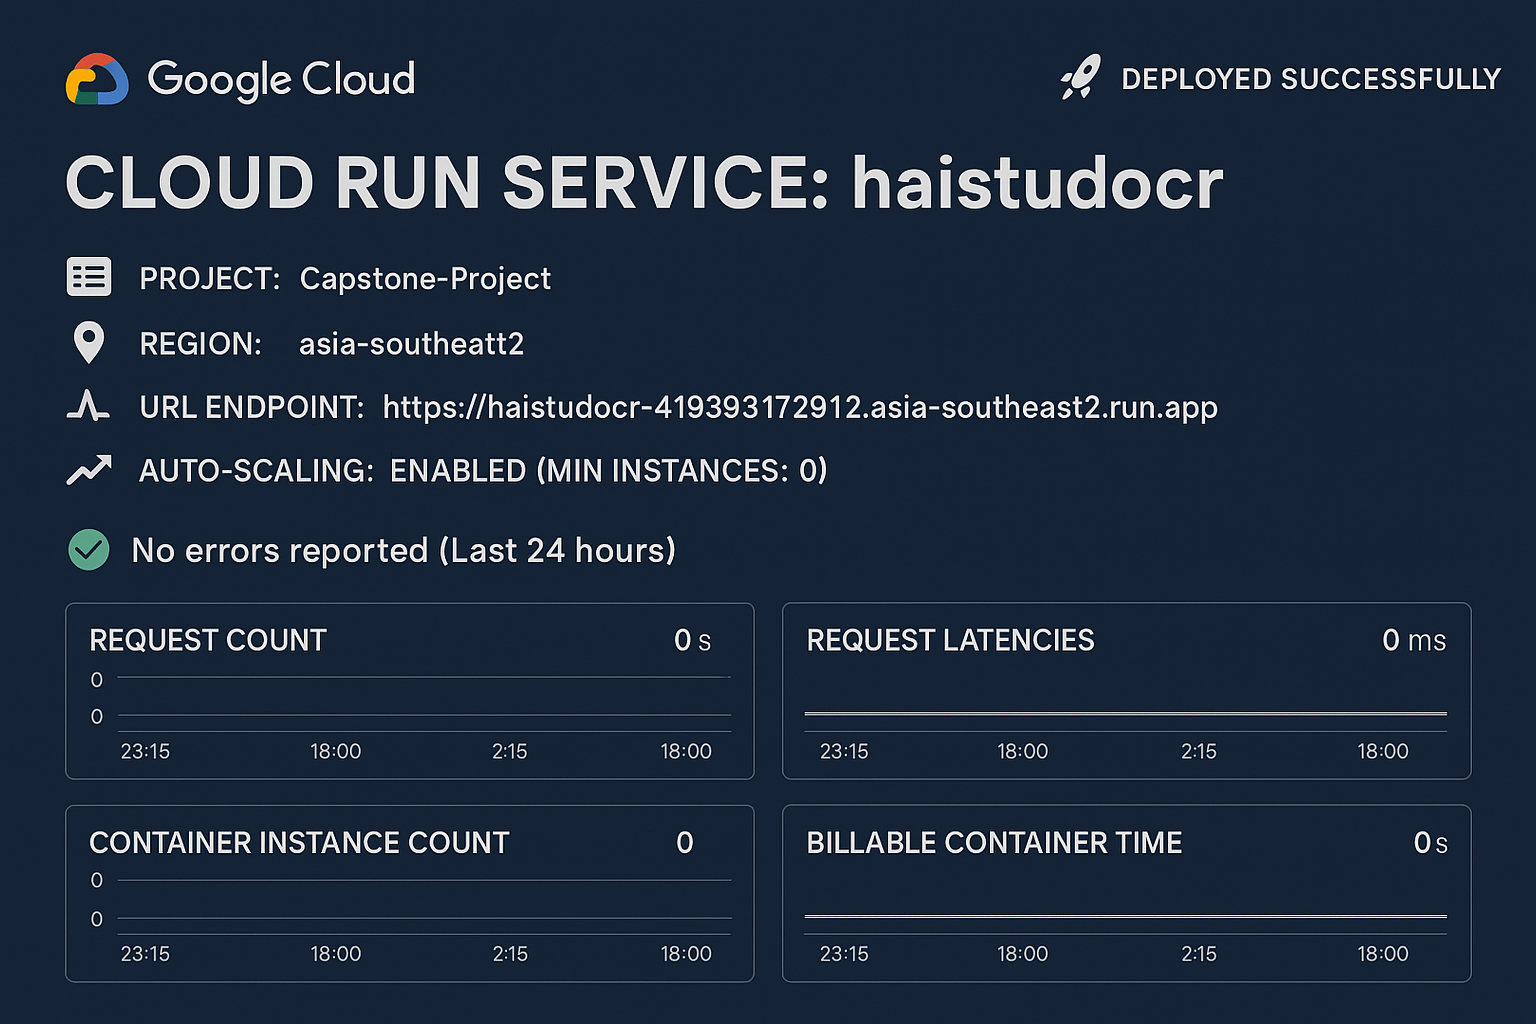 Google Cloud
DEPLOYED SUCCESSFULLY
CLOUD RUN SERVICE: haistudocr
PROJECT: Capstone-Project
REGION: asia-southeatt2
URL ENDPOINT: https://haistudocr-419393172912.asia-southeast2.run.app
AUTO-SCALING: ENABLED (MIN INSTANCES: 0)
No errors reported (Last 24 hours)
REQUEST COUNT 0 s
0
0
23:15 18:00 2:15 18:00
REQUEST LATENCIES 0 ms
23:15 18:00 2:15 18:00
CONTAINER INSTANCE COUNT 0
0
0
23:15 18:00 2:15 18:00
BILLABLE CONTAINER TIME 0 s
23:15 18:00 2:15 18:00